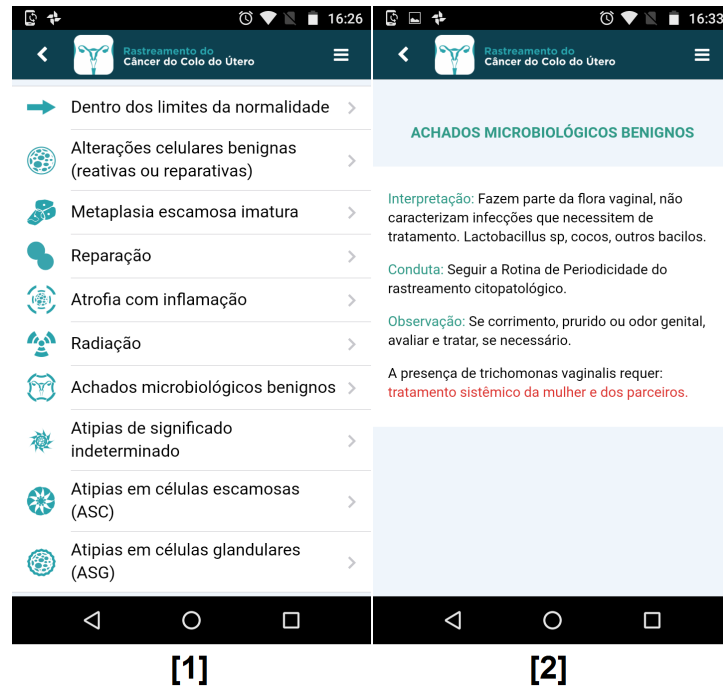 16:26
Rastreamento do
Câncer do Colo do Útero
Dentro dos limites da normalidade
Alterações celulares benignas
(reativas ou reparativas)
Metaplasia escamosa imatura
Reparação
Atrofia com inflamação
Radiação
Achados microbiológicos benignos
Atipias de significado
indeterminado
Atipias em células escamosas
(ASC)
Atipias em células glandulares
(ASG)
[1]
16:33
Rastreamento do
Câncer do Colo do Útero
ACHADOS MICROBIOLÓGICOS BENIGNOS
Interpretação: Fazem parte da flora vaginal, não
caracterizam infecções que necessitem de
tratamento. Lactobacillus sp, cocos, outros bacilos.
Conduta: Seguir a Rotina de Periodicidade do
rastreamento citopatológico.
Observação: Se corrimento, prurido ou odor genital,
avaliar e tratar, se necessário.
A presença de trichomonas vaginalis requer:
tratamento sistêmico da mulher e dos parceiros.
[2]